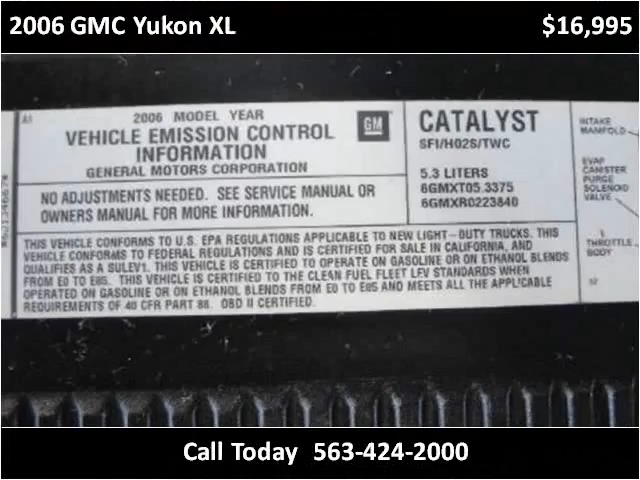 2006 GMC Yukon XL
$16,995
A1
2006 MODEL YEAR
VEHICLE EMISSION CONTROL
INFORMATION
GENERAL MOTORS CORPORATION
GM
CATALYST
SFI/HO2S/TWC
5.3 LITERS
6GMXT05.3375
6GMXR0223840
NO ADJUSTMENTS NEEDED. SEE SERVICE MANUAL OR
OWNERS MANUAL FOR MORE INFORMATION.
THIS VEHICLE CONFORMS TO U.S. EPA REGULATIONS APPLICABLE TO NEW LIGHT-DUTY TRUCKS. THIS
VEHICLE CONFORMS TO FEDERAL REGULATIONS AND IS CERTIFIED FOR SALE IN CALIFORNIA, AND
QUALIFIES AS A SULEV1. THIS VEHICLE IS CERTIFIED TO OPERATE ON GASOLINE OR ON ETHANOL BLENDS
FROM E0 TO E85. THIS VEHICLE IS CERTIFIED TO THE CLEAN FUEL FLEET LEV STANDARDS WHEN
OPERATED ON GASOLINE OR ON ETHANOL BLENDS FROM E0 TO E85 AND MEETS ALL THE APPLICABLE
REQUIREMENTS OF 40 CFR PART 88. OBD II CERTIFIED.
INTAKE
MANIFOLD
EVAP
CANISTER
PURGE
SOLENOID
VALVE
THROTTLE
BODY
Call Today 563-424-2000